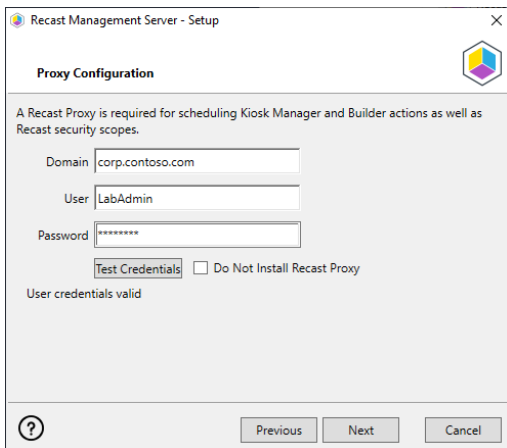 Recast Management Server - Setup
Proxy Configuration
A Recast Proxy is required for scheduling Kiosk Manager and Builder actions as well as
Recast security scopes.
Domain corp.contoso.com
User LabAdmin
Password ********
Test Credentials Do Not Install Recast Proxy
User credentials valid
? Previous Next Cancel